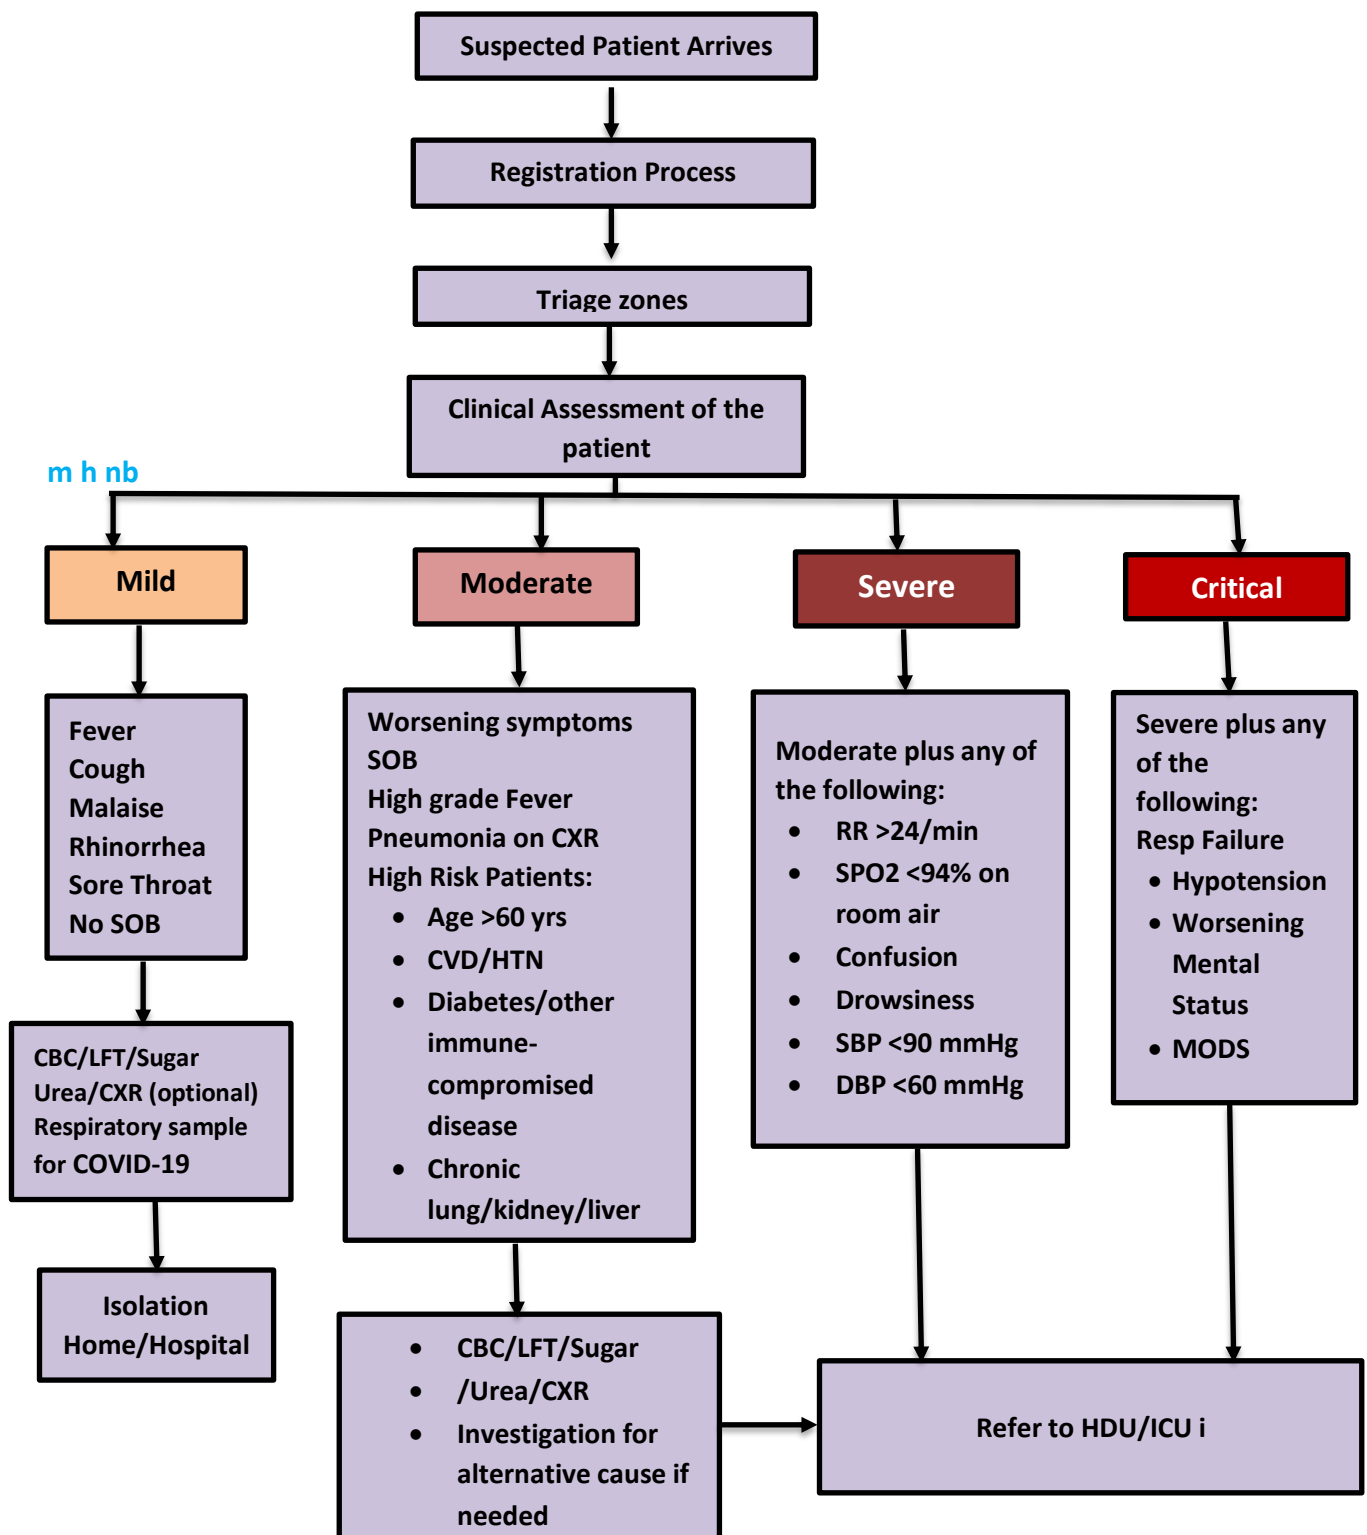 Suspected Patient Arrives
Registration Process
Triage zones
Clinical Assessment of the
patient
m h nb
Mild
Moderate
Severe
Critical
Fever
Cough
Malaise
Rhinorrhea
Sore Throat
No SOB
CBC/LFT/Sugar
Urea/CXR (optional)
Respiratory sample
for COVID-19
Isolation
Home/Hospital
Worsening symptoms
SOB
High grade Fever
Pneumonia on CXR
High Risk Patients:
• Age >60 yrs
• CVD/HTN
• Diabetes/other
immune-
compromised
disease
• Chronic
lung/kidney/liver
• CBC/LFT/Sugar
• /Urea/CXR
• Investigation for
alternative cause if
needed
Moderate plus any of
the following:
• RR >24/min
• SPO2 <94% on
room air
• Confusion
• Drowsiness
• SBP <90 mmHg
• DBP <60 mmHg
Severe plus any
of the
following:
Resp Failure
• Hypotension
• Worsening
Mental
Status
• MODS
Refer to HDU/ICU i